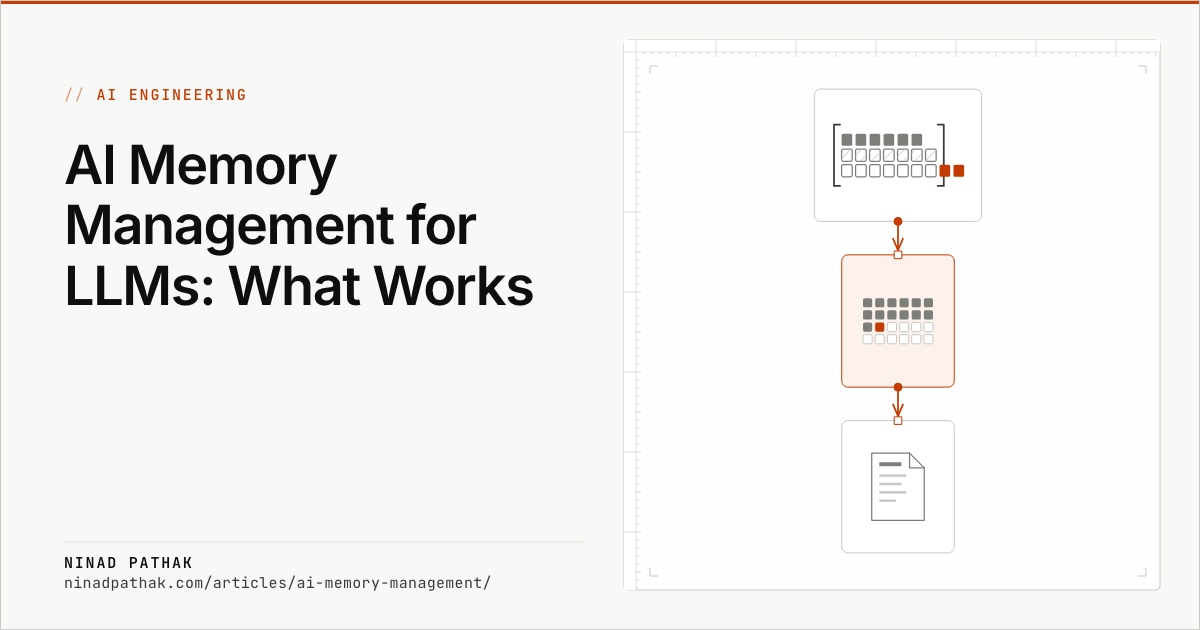 // AI ENGINEERING
AI Memory
Management for
LLMs: What Works
NINAD PATHAK
ninadpathak.com/articles/ai-memory-management/